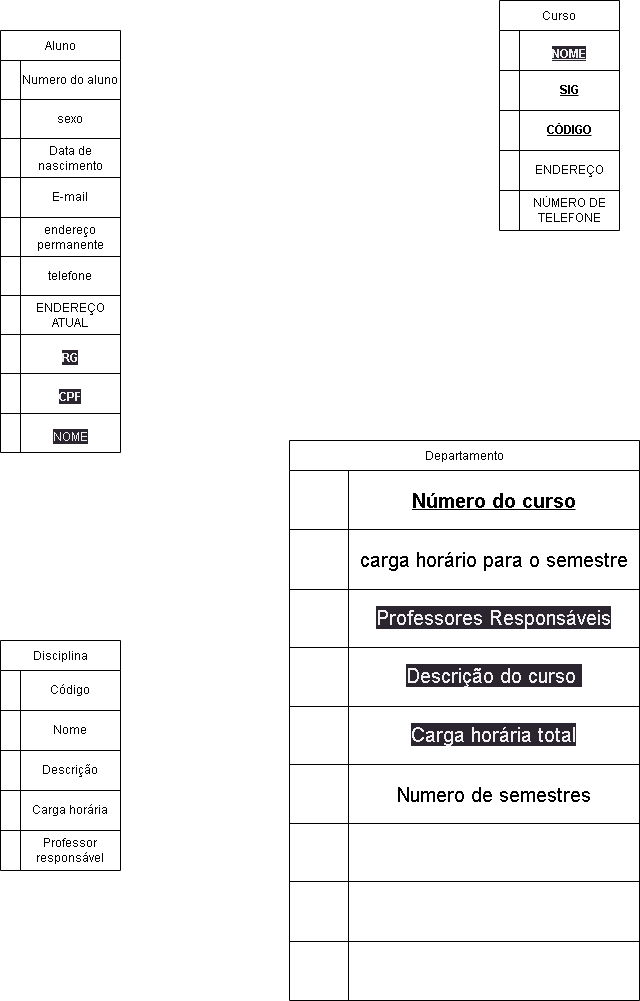 Aluno
Numero do aluno
sexo
Data de
nascimento
E-mail
endereço
permanente
telefone
ENDEREÇO
ATUAL
RG
CPF
NOME
Curso
NOME
SIG
CÓDIGO
ENDEREÇO
NÚMERO DE
TELEFONE
Departamento
Número do curso
carga horário para o semestre
Professores Responsáveis
Descrição do curso
Carga horária total
Numero de semestres
Disciplina
Código
Nome
Descrição
Carga horária
Professor
responsável